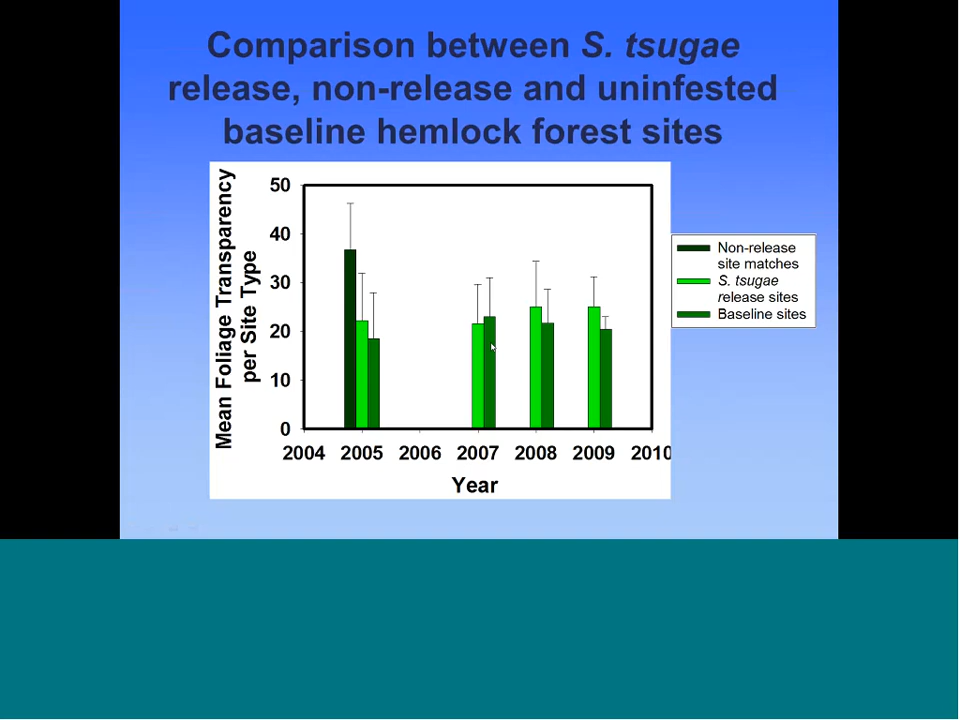 Comparison between S. tsugae
release, non-release and uninfested
baseline hemlock forest sites
Mean Foliage Transparency
per Site Type
50
40
30
20
10
0
2004 2005 2006 2007 2008 2009 2010
Year
Non-release
site matches
S. tsugae
release sites
Baseline sites